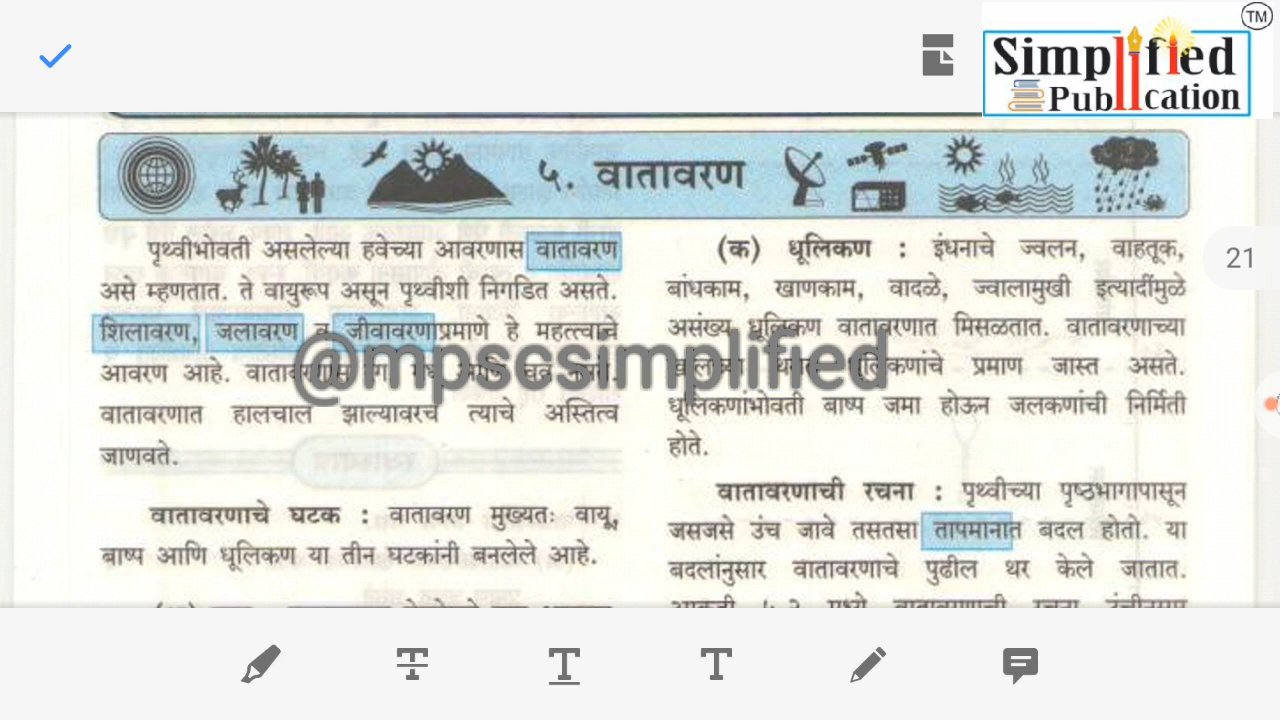 TM
Simplified
Publication
५. वातावरण
21
पृथ्वीभोवती असलेल्या हवेच्या आवरणास वातावरण
असे म्हणतात. ते वायुरूप असून पृथ्वीशी निगडित असते.
शिलावरण, जलावरण व जीवावरणाप्रमाणे हे महत्त्वाचे
आवरण आहे.
वातावरणात हालचाल झाल्यावरच त्याचे अस्तित्व
जाणवते.
वातावरणाचे घटक : वातावरण मुख्यतः वायू,
बाष्प आणि धूलिकण या तीन घटकांनी बनलेले आहे.
(क) धूलिकण : इंधनाचे ज्वलन, वाहतूक,
बांधकाम, खाणकाम, वादळे, ज्वालामुखी इत्यादींमुळे
असंख्य धूलिकण वातावरणात मिसळतात. वातावरणाच्या
धूलिकणांचे प्रमाण जास्त असते.
धूलिकणांभोवती बाष्प जमा होऊन जलकणांची निर्मिती
होते.
वातावरणाची रचना : पृथ्वीच्या पृष्ठभागापासून
जसजसे उंच जावे तसतसा तापमानात बदल होतो. या
बदलांनुसार वातावरणाचे पुढील थर केले जातात.
@mpscsimplified